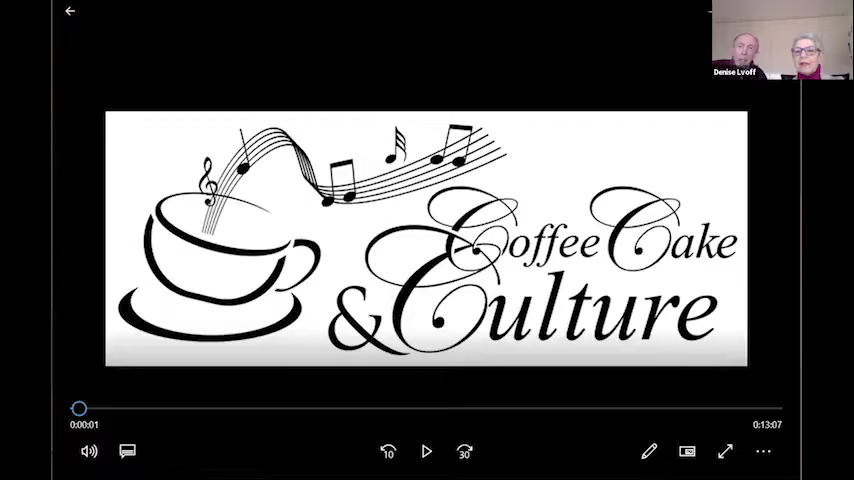 Denise Lvoff
Coffee Cake
& Culture
0:00:01
0:13:07
10
30